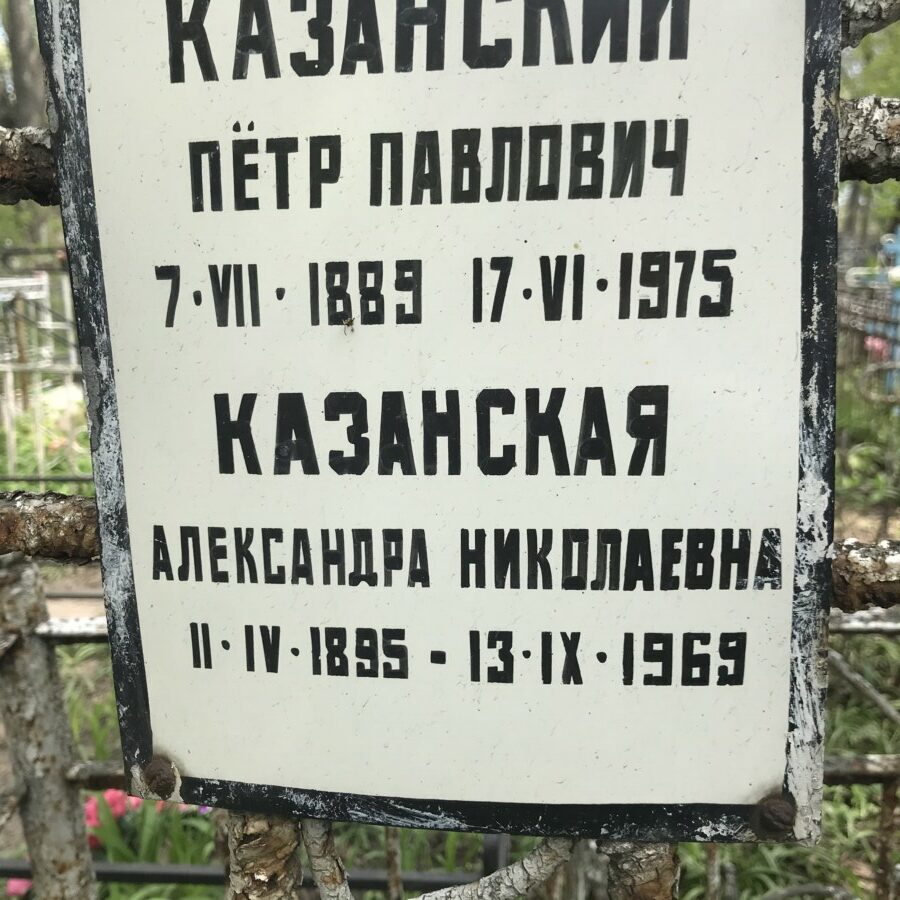 КАЗАНСКИЙ
ПЁТР ПАВЛОВИЧ
7·VII·1889 17·VI·1975
КАЗАНСКАЯ
АЛЕКСАНДРА НИКОЛАЕВНА
11·IV·1895-13·IX·1969